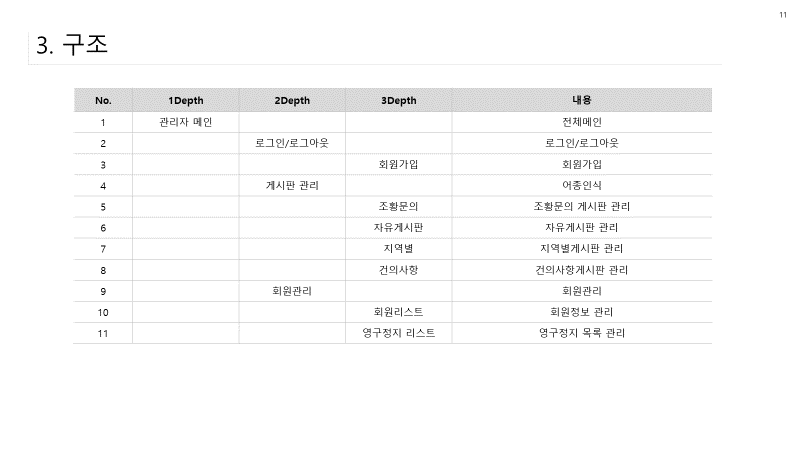 11
3. 구조
No. 1Depth 2Depth 3Depth 내용
1 관리자 메인 전체메인
2 로그인/로그아웃 로그인/로그아웃
3 회원가입 회원가입
4 게시판 관리 어종인식
5 조황문의 조황문의 게시판 관리
6 자유게시판 자유게시판 관리
7 지역별 지역별게시판 관리
8 건의사항 건의사항게시판 관리
9 회원관리 회원관리
10 회원리스트 회원정보 관리
11 영구정지 리스트 영구정지 목록 관리